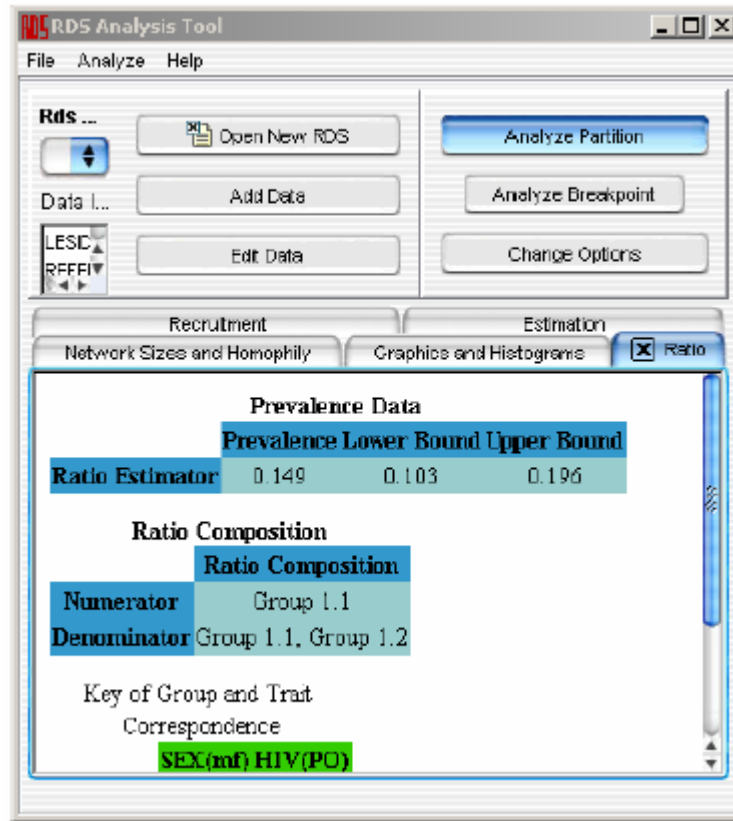 RDS RDS Analysis Tool
File Analyze Help
Rds ...
Open New RDS
Analyze Partition
Data I...
Add Data
Analyze Breakpoint
LESID
Edit Data
Change Options
Recruitment
Estimation
Network Sizes and Homophily
Graphics and Histograms
Ratio
Prevalence Data
Prevalence Lower Bound Upper Bound
Ratio Estimator 0.149 0.103 0.196
Ratio Composition
Ratio Composition
Numerator Group 1.1
Denominator Group 1.1, Group 1.2
Key of Group and Trait
Correspondence
SEX(mf) HIV(PO)